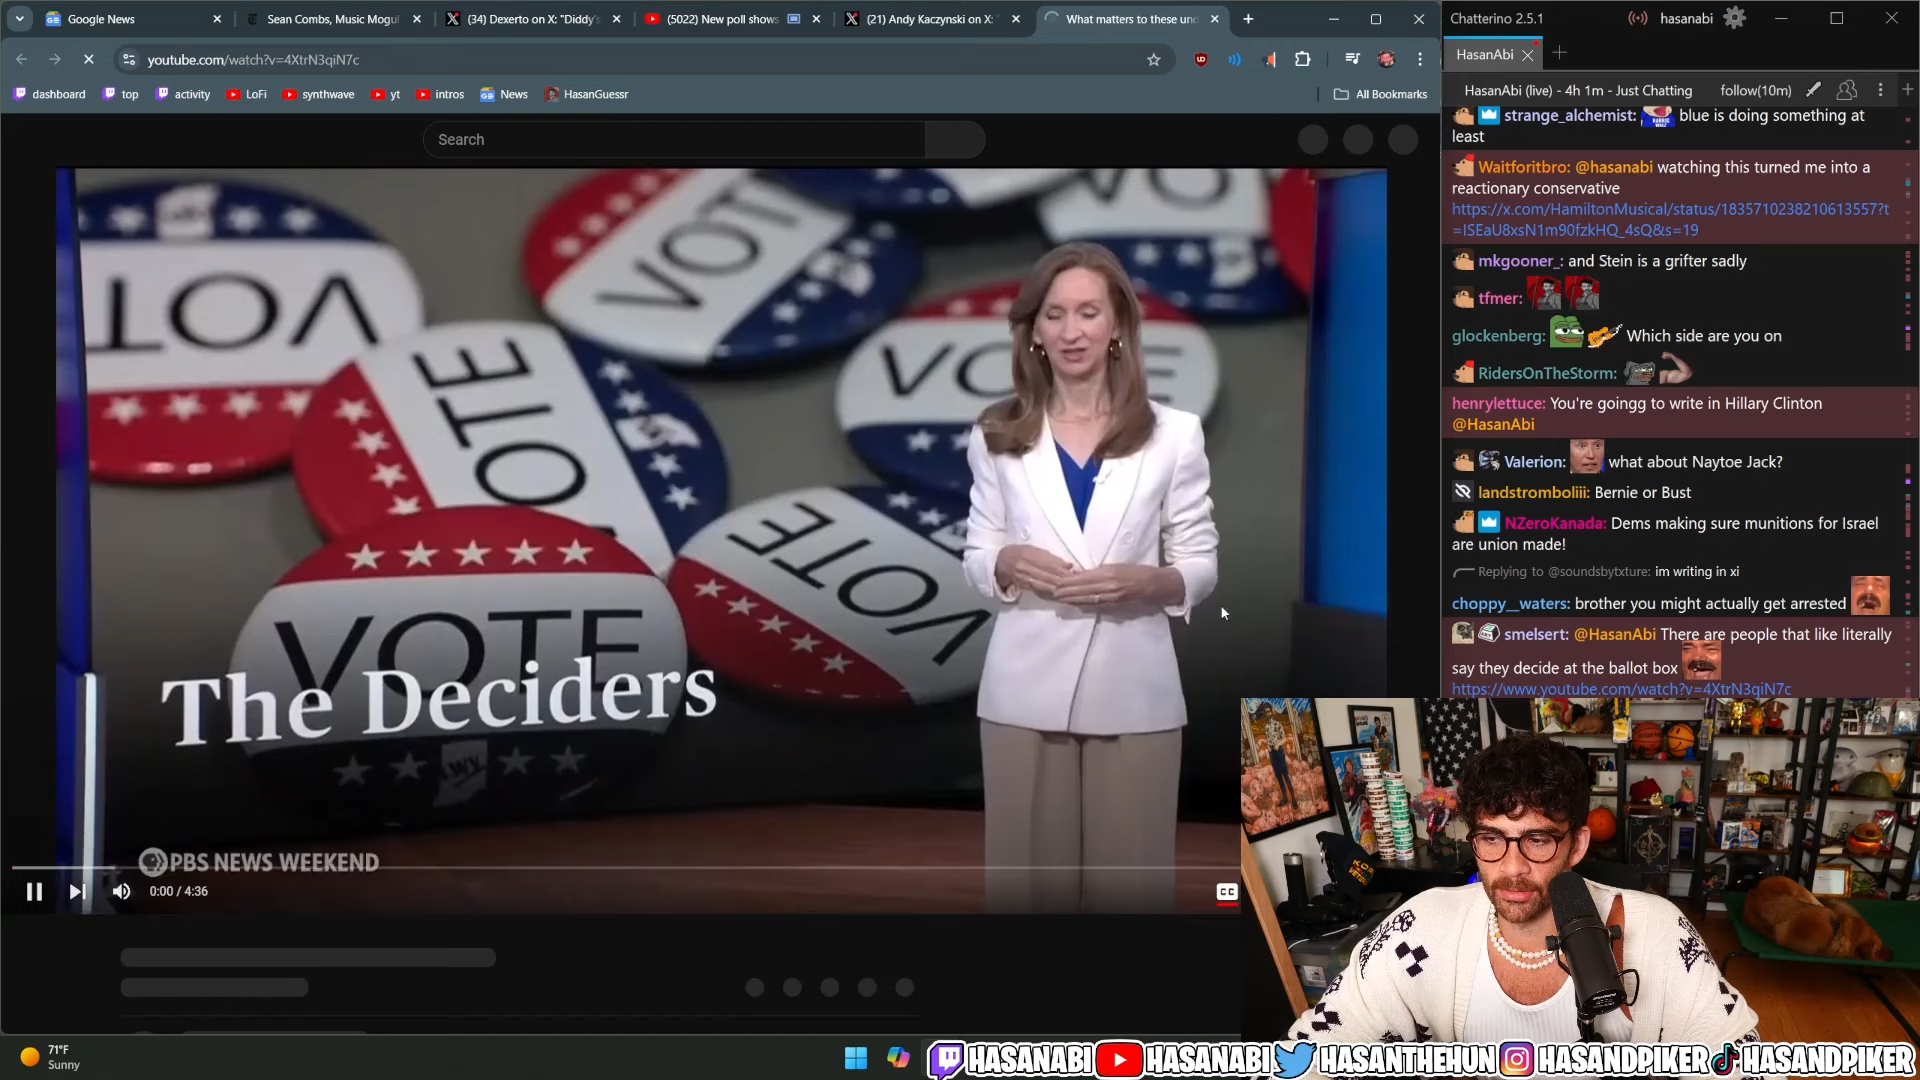 Google News
Sean Combs, Music Mogul
(34) Dexerto on X: "Diddy's
(5022) New poll shows
(21) Andy Kaczynski on X:
What matters to these und
youtube.com/watch?v=4XtrN3qiN7c
dashboard
top
activity
LoFi
synthwave
yt
intros
News
HasanGuessr
All Bookmarks
Search
VOTE
VOTE
VOTE
VOTE
VOTE
The Deciders
PBS NEWS WEEKEND
0:00 / 4:36
CC
71°F
Sunny
Chatterino 2.5.1
hasanabi
HasanAbi
HasanAbi (live) - 4h 1m - Just Chatting
follow(10m)
strange_alchemist: blue is doing something at
least
Waitforitbro: @hasanabi watching this turned me into a
reactionary conservative
https://x.com/HamiltonMusical/status/1835710238210613557?t
=ISEaU8xsN1m90fzkHQ_4sQ&s=19
mkgooner_: and Stein is a grifter sadly
tfmer:
glockenberg: Which side are you on
RidersOnTheStorm:
henrylettuce: You're goingg to write in Hillary Clinton
@HasanAbi
Valerion: what about Naytoe Jack?
landstromboliii: Bernie or Bust
NZeroKanada: Dems making sure munitions for Israel
are union made!
Replying to @soundsbytxture: im writing in xi
choppy__waters: brother you might actually get arrested
smelsert: @HasanAbi There are people that like literally
say they decide at the ballot box
https://www.youtube.com/watch?v=4XtrN3qiN7c
HASANABI
HASANABI
HASANTHEHUN
HASANDPIKER
HASANDPIKER